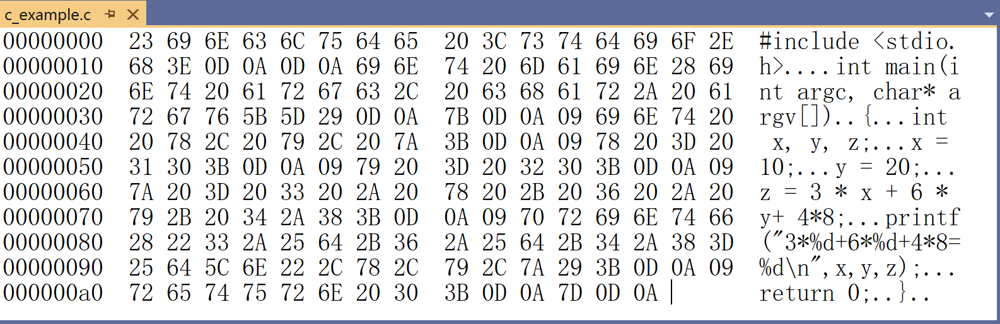 c_example.c
00000000 23 69 6E 63 6C 75 64 65 20 3C 73 74 64 69 6F 2E #include <stdio.
00000010 68 3E 0D 0A 0D 0A 69 6E 74 20 6D 61 69 6E 28 69 h>....int main(i
00000020 6E 74 20 61 72 67 63 2C 20 63 68 61 72 2A 20 61 nt argc, char* a
00000030 72 67 76 5B 5D 29 0D 0A 7B 0D 0A 09 69 6E 74 20 rgv[])..{...int
00000040 20 78 2C 20 79 2C 20 7A 3B 0D 0A 09 78 20 3D 20 x, y, z;...x =
00000050 31 30 3B 0D 0A 09 79 20 3D 20 32 30 3B 0D 0A 09 10;...y = 20;...
00000060 7A 20 3D 20 33 20 2A 20 78 20 2B 20 36 20 2A 20 z = 3 * x + 6 *
00000070 79 2B 20 34 2A 38 3B 0D 0A 09 70 72 69 6E 74 66 y+ 4*8;...printf
00000080 28 22 33 2A 25 64 2B 36 2A 25 64 2B 34 2A 38 3D ("3*%d+6*%d+4*8=
00000090 25 64 5C 6E 22 2C 78 2C 79 2C 7A 29 3B 0D 0A 09 %d\n",x,y,z);...
000000a0 72 65 74 75 72 6E 20 30 3B 0D 0A 7D 0D 0A return 0;..}..